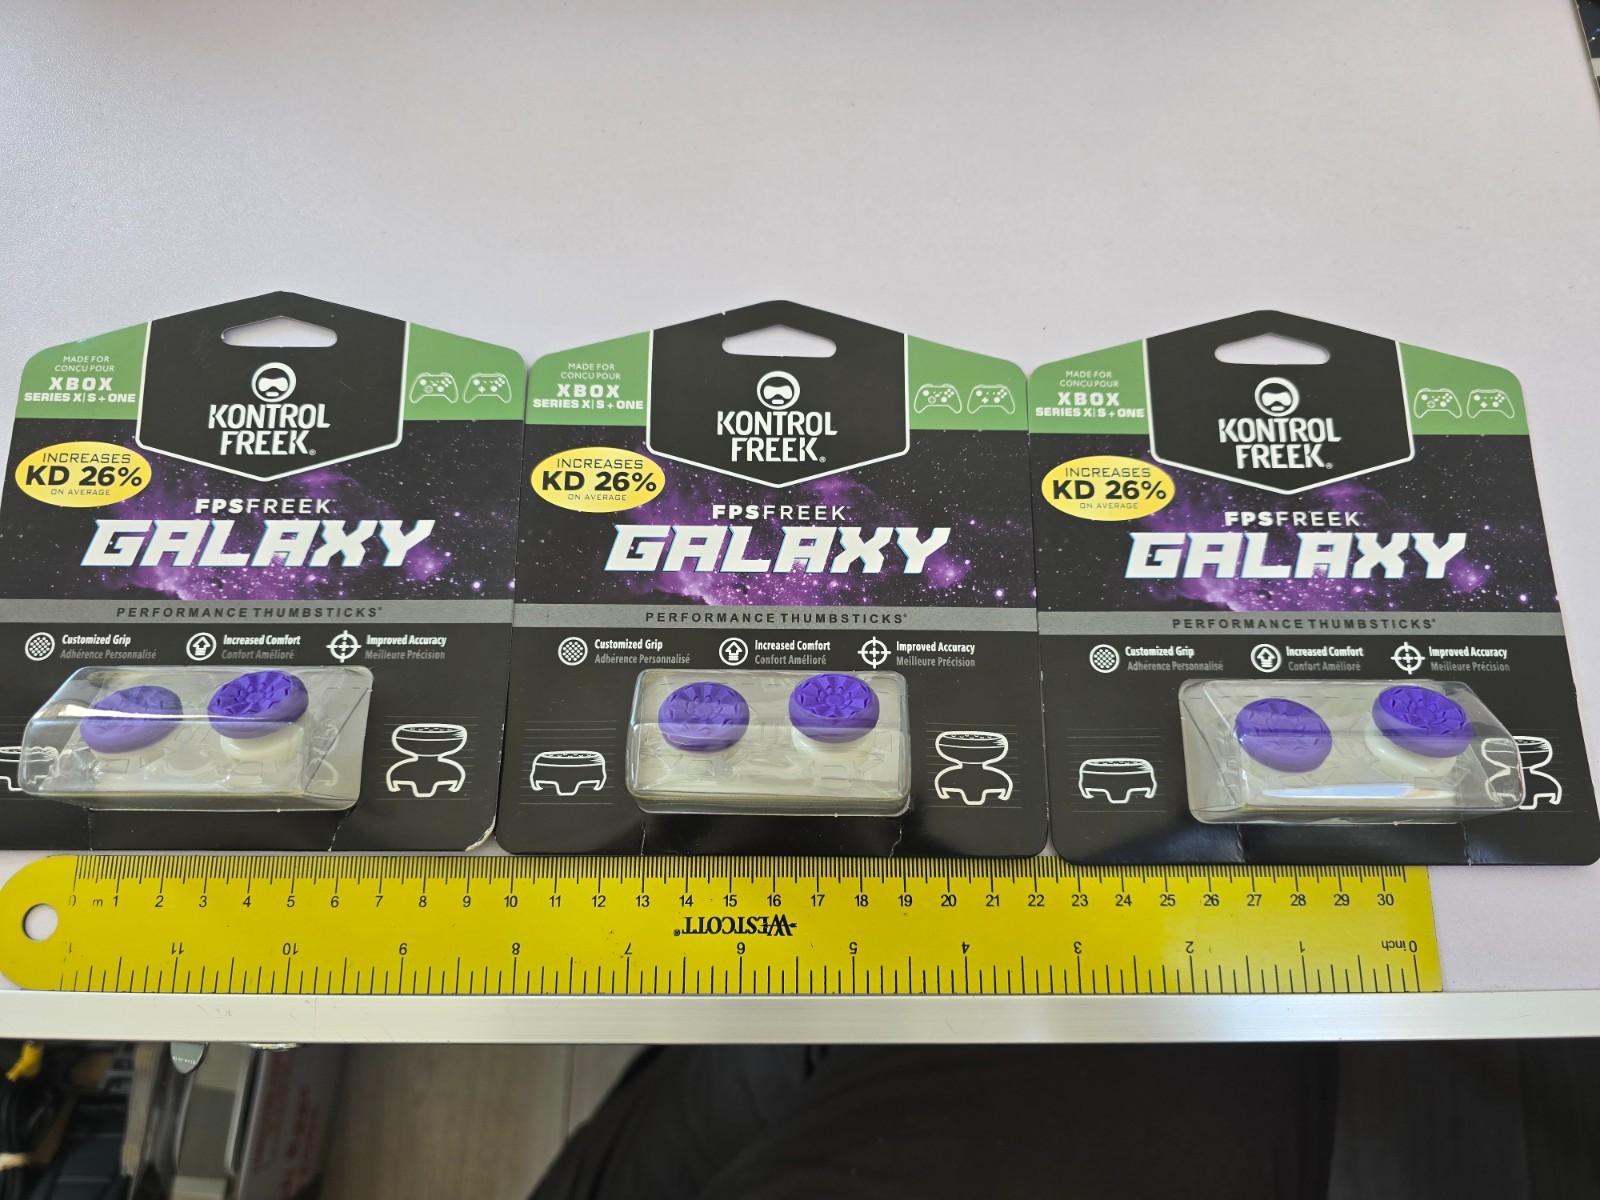 MADE FOR
CONÇU POUR
XBOX
SERIES X|S + ONE
KONTROL
FREEK®
INCREASES
KD 26%
ON AVERAGE
FPSFREEK
GALAXY
PERFORMANCE THUMBSTICKS®
Customized Grip
Adhérence Personnalisé
Increased Comfort
Confort Amélioré
Improved Accuracy
Meilleure Précision
MADE FOR
CONÇU POUR
XBOX
SERIES X|S + ONE
KONTROL
FREEK®
INCREASES
KD 26%
ON AVERAGE
FPSFREEK
GALAXY
PERFORMANCE THUMBSTICKS®
Customized Grip
Adhérence Personnalisé
Increased Comfort
Confort Amélioré
Improved Accuracy
Meilleure Précision
MADE FOR
CONÇU POUR
XBOX
SERIES X|S + ONE
KONTROL
FREEK®
INCREASES
KD 26%
ON AVERAGE
FPSFREEK
GALAXY
PERFORMANCE THUMBSTICKS®
Customized Grip
Adhérence Personnalisé
Increased Comfort
Confort Amélioré
Improved Accuracy
Meilleure Précision
0 m 1 2 3 4 5 6 7 8 9 10 11 12 13 14 15 16 17 18 19 20 21 22 23 24 25 26 27 28 29 30
WESTCOTT®
0 inch 1 2 3 4 5 6 7 8 9 10 11